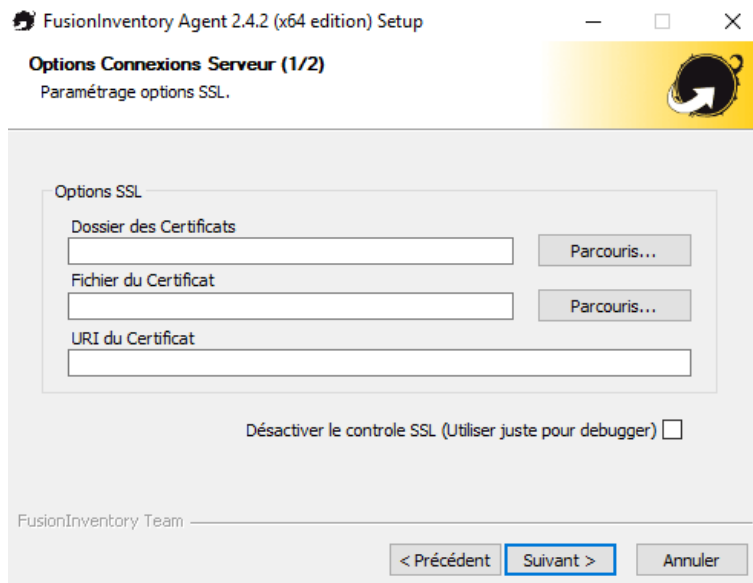 FusionInventory Agent 2.4.2 (x64 edition) Setup
Options Connexions Serveur (1/2)
Paramétrage options SSL.
Options SSL
Dossier des Certificats
Parcouris...
Fichier du Certificat
Parcouris...
URI du Certificat
Désactiver le controle SSL (Utiliser juste pour debugger)
FusionInventory Team
< Précédent
Suivant >
Annuler